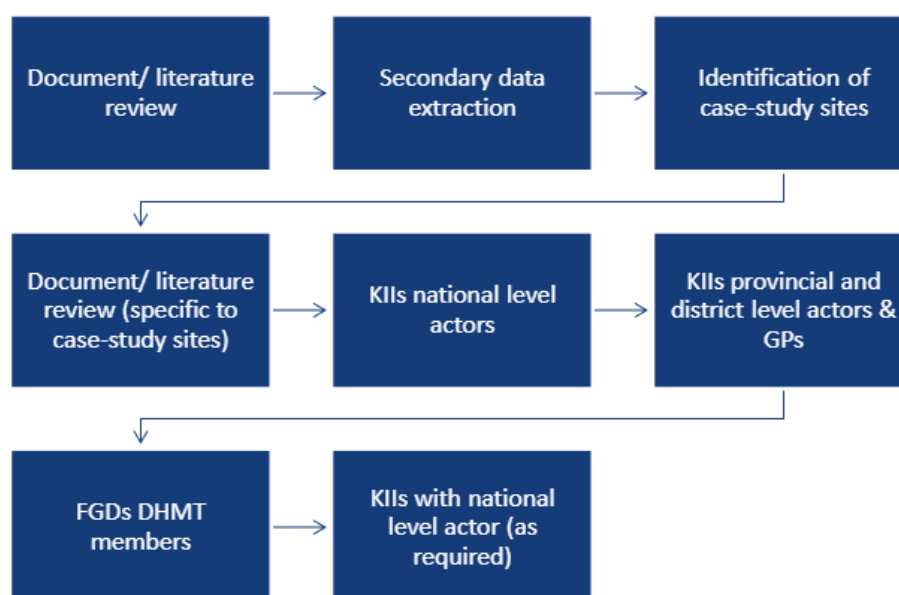 Document/ literature
review
Secondary data
extraction
Identification of
case-study sites
Document/ literature
review (specific to
case-study sites)
KIIs national level
actors
KIIs provincial and
district level actors &
GPs
FGDs DHMT
members
KIIs with national
level actor (as
required)